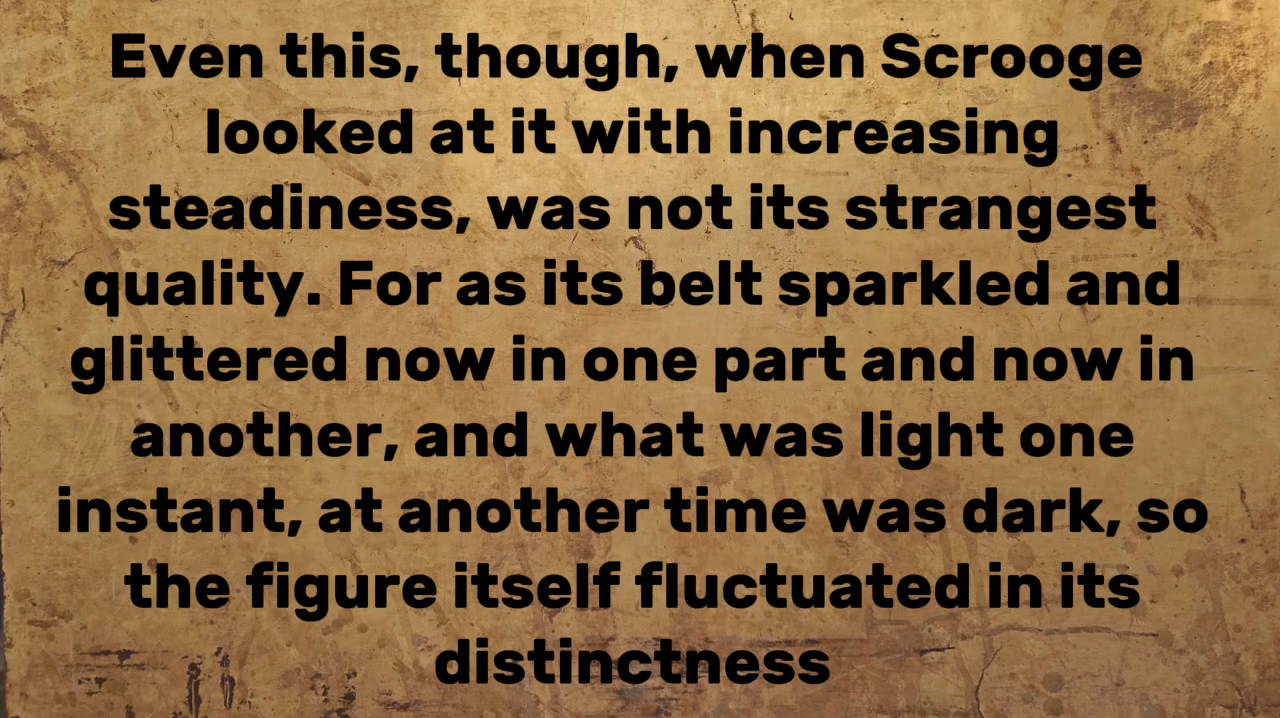 Even this, though, when Scrooge
looked at it with increasing
steadiness, was not its strangest
quality. For as its belt sparkled and
glittered now in one part and now in
another, and what was light one
instant, at another time was dark, so
the figure itself fluctuated in its
distinctness